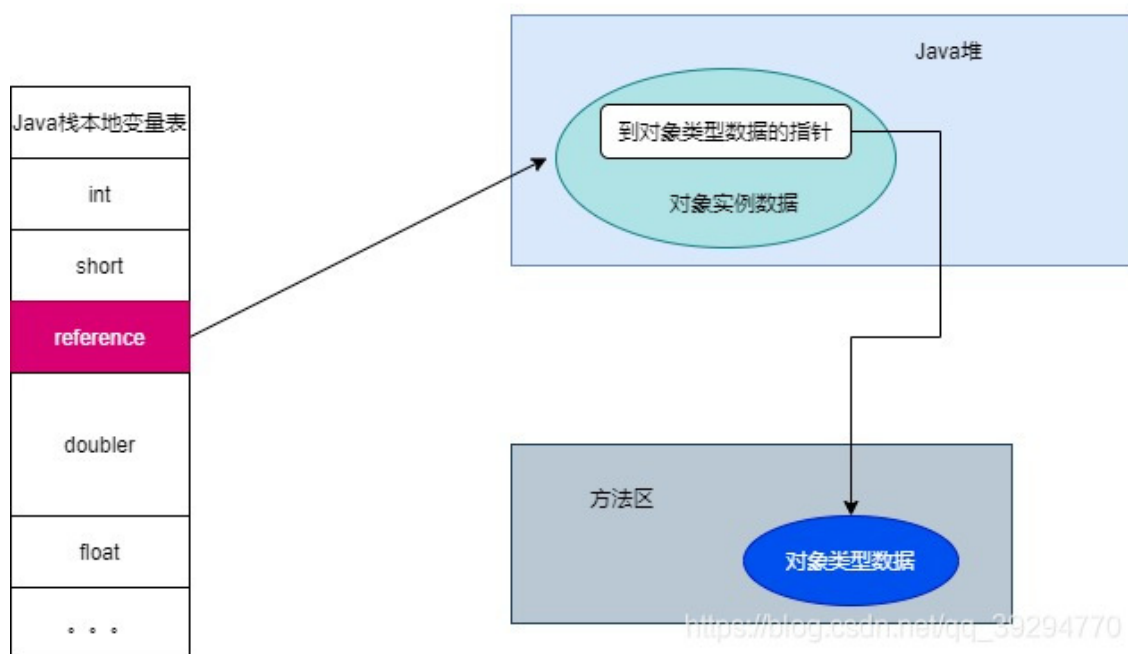 Java栈本地变量表
int
short
reference
doubler
float
。。。
Java堆
到对象类型数据的指针
对象实例数据
方法区
对象类型数据
https://blog.csdn.net/qq_39294770